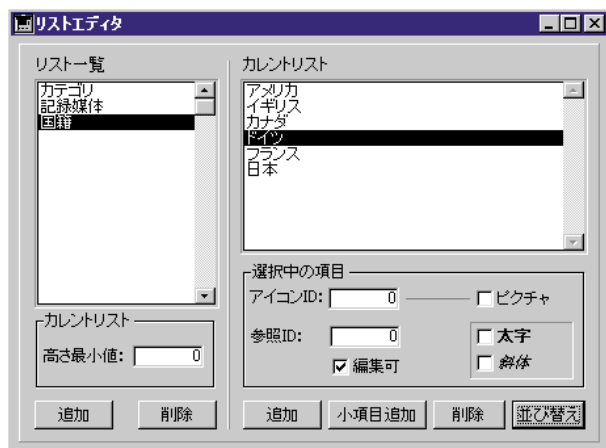 リストエディタ
リスト一覧
カテゴリ
記録媒体
国籍
カレントリスト
高さ最小値: 0
追加
削除
カレントリスト
アメリカ
イギリス
カナダ
ドイツ
フランス
日本
選択中の項目
アイコンID: 0
ピクチャ
参照ID: 0
太字
編集可
斜体
追加
小項目追加
削除
並び替え